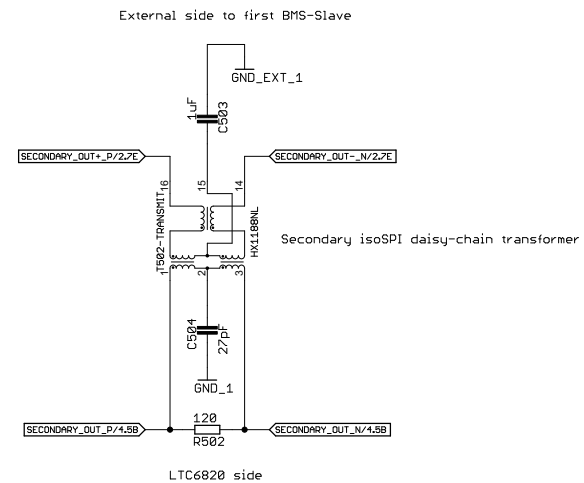 External side to first BMS-Slave
GND_EXT_1
1uF
C503
SECONDARY_OUT+_P/2.7E
16
15
14
SECONDARY_OUT-_N/2.7E
T502-TRANSMIT
HX1188NL
Secondary isoSPI daisy-chain transformer
1
2
3
C504
27pF
GND_1
SECONDARY_OUT_P/4.5B
120
R502
SECONDARY_OUT_N/4.5B
LTC6820 side